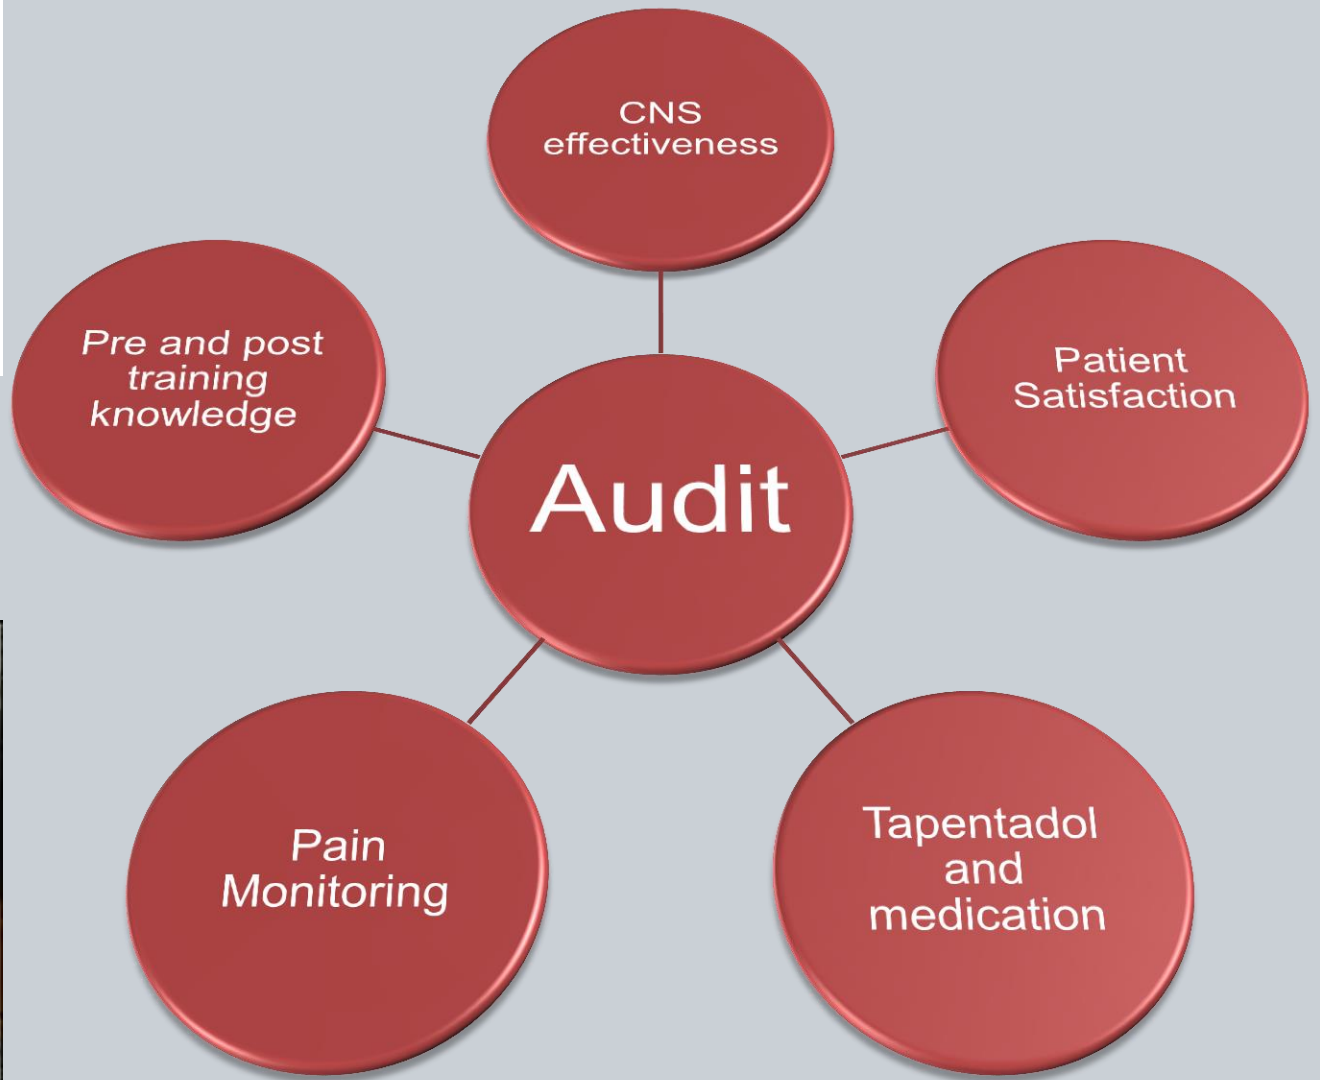 CNS
effectiveness
Pre and post
training
knowledge
Patient
Satisfaction
Audit
Pain
Monitoring
Tapentadol
and
medication